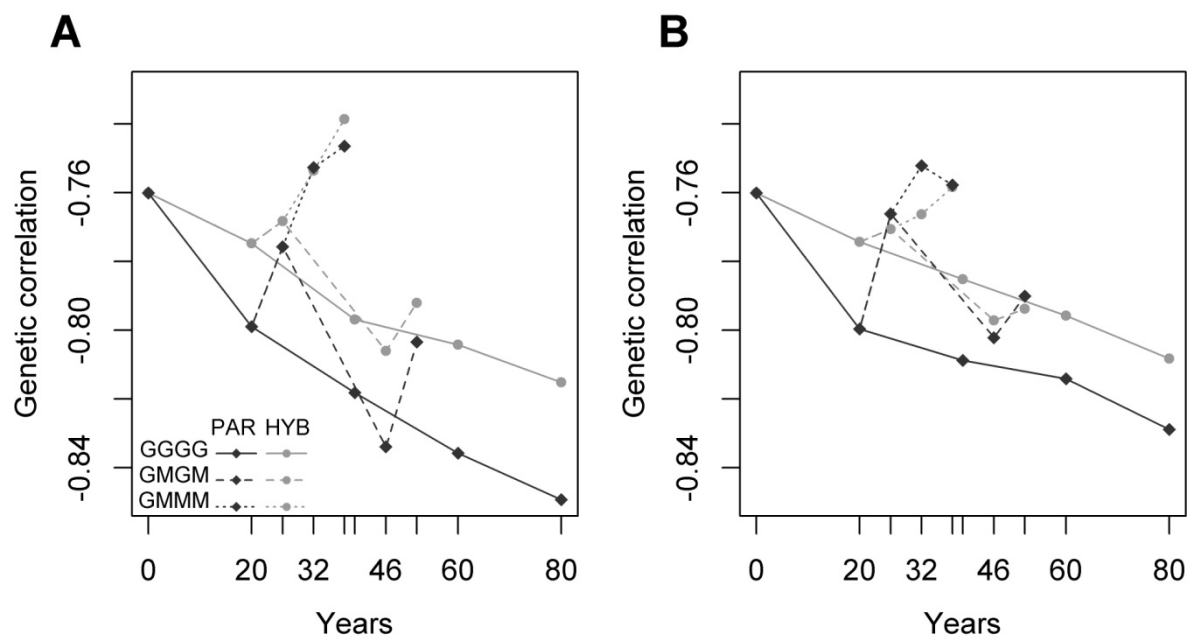 A
Genetic correlation
-0.76
-0.80
-0.84
PAR HYB
GGGG
GMGM
GMMM
0 20 32 46 60 80
Years
B
Genetic correlation
-0.76
-0.80
-0.84
0 20 32 46 60 80
Years